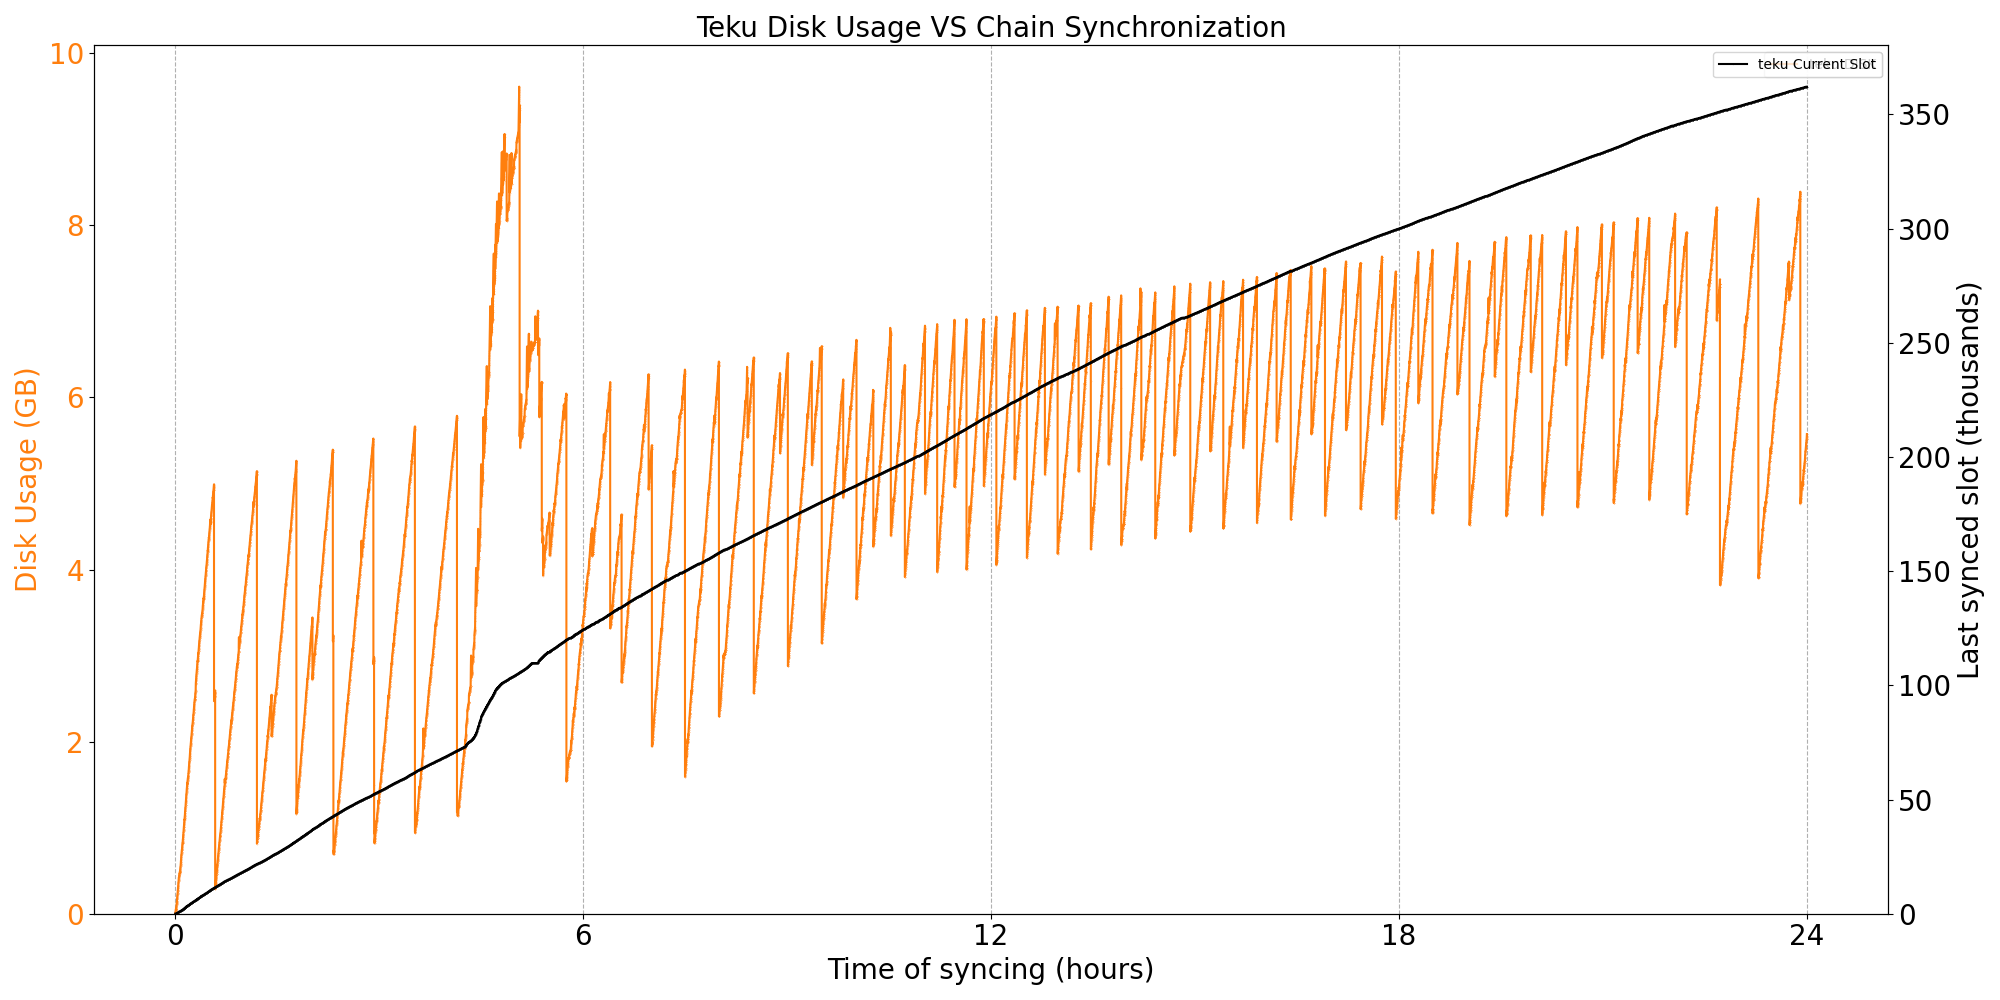 Teku Disk Usage VS Chain Synchronization
teku Current Slot
Disk Usage (GB)
10
8
6
4
2
0
350
300
250
200
150
100
50
0
Last synced slot (thousands)
0 6 12 18 24
Time of syncing (hours)